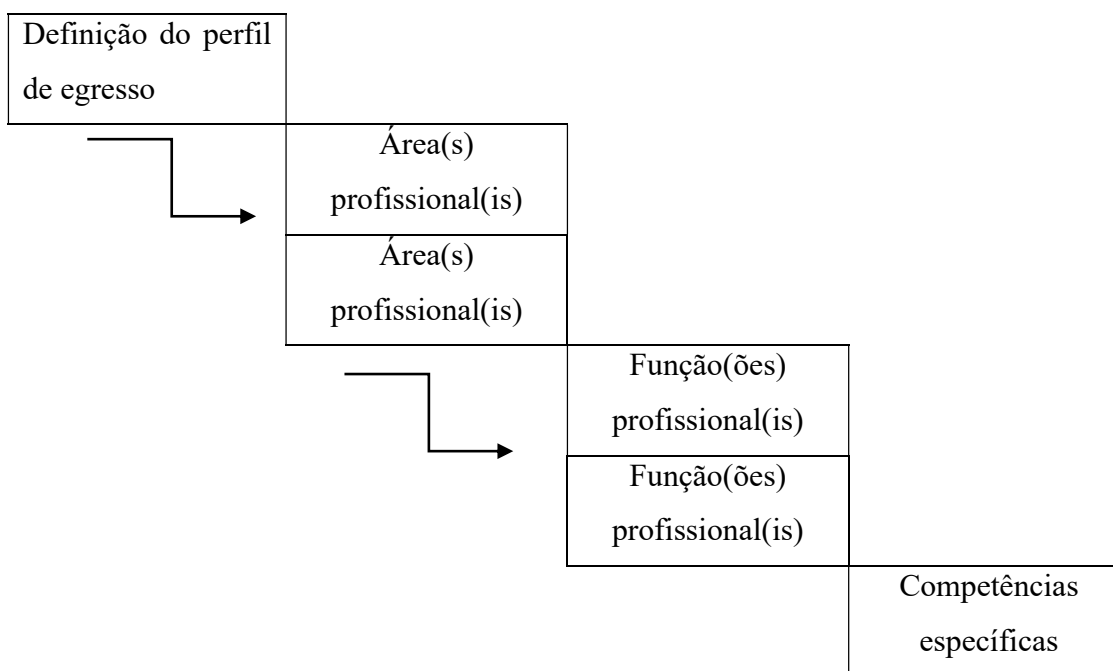 Definição do perfil
de egresso
Área(s)
profissional(is)
Área(s)
profissional(is)
Função(ões)
profissional(is)
Função(ões)
profissional(is)
Competências
específicas